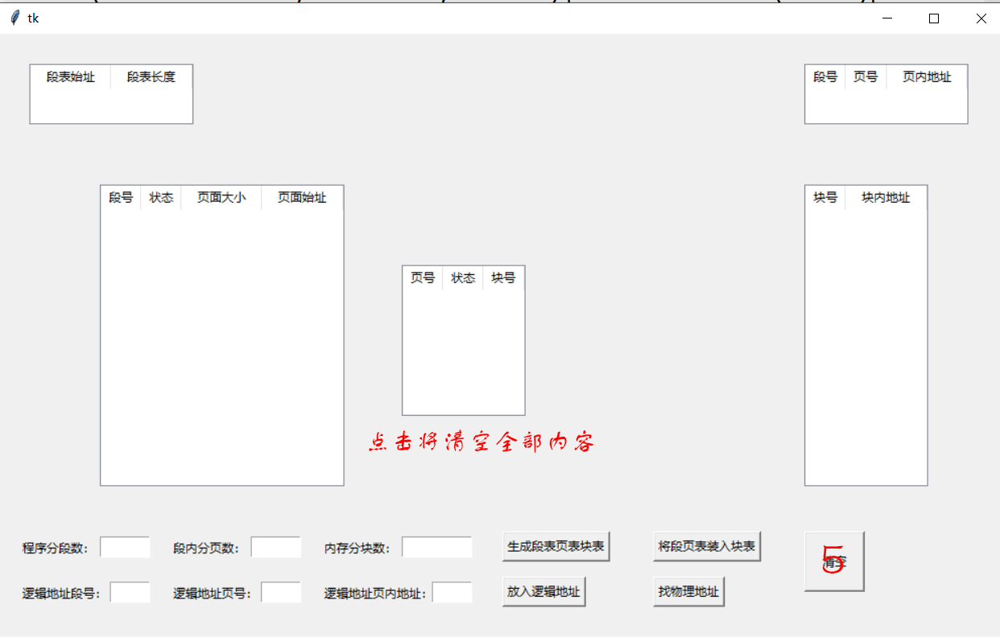 tk
段表始址 段表长度
段号 页号 页内地址
段号 状态 页面大小 页面始址
块号 块内地址
页号 状态 块号
点击将清空全部内容
程序分段数： 段内分页数： 内存分块数： 生成段表页表块表 将段页表装入块表
清空
5
逻辑地址段号： 逻辑地址页号： 逻辑地址页内地址： 放入逻辑地址 找物理地址